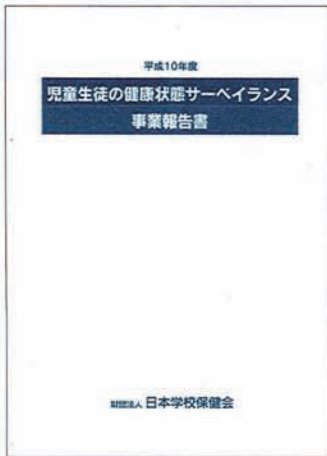 平成10年度
児童生徒の健康状態サーベイランス
事業報告書
財団法人 日本学校保健会